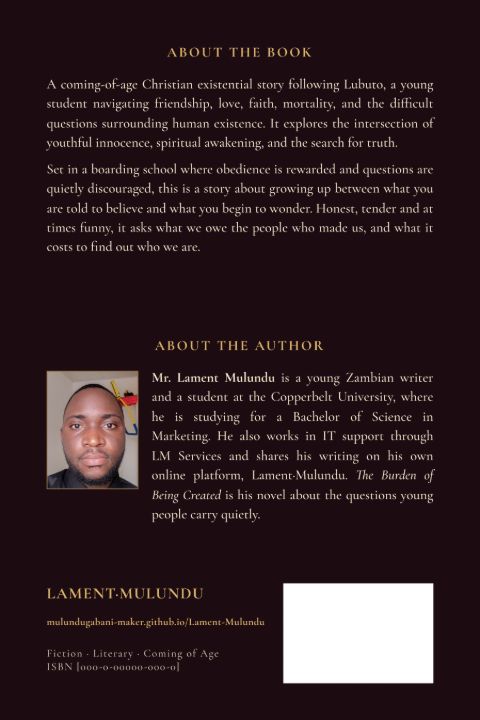 ABOUT THE BOOK
A coming-of-age Christian existential story following Lubuto, a young
student navigating friendship, love, faith, mortality, and the difficult
questions surrounding human existence. It explores the intersection of
youthful innocence, spiritual awakening, and the search for truth.
Set in a boarding school where obedience is rewarded and questions are
quietly discouraged, this is a story about growing up between what you
are told to believe and what you begin to wonder. Honest, tender and at
times funny, it asks what we owe the people who made us, and what it
costs to find out who we are.
ABOUT THE AUTHOR
Mr. Lament Mulundu is a young Zambian writer
and a student at the Copperbelt University, where
he is studying for a Bachelor of Science in
Marketing. He also works in IT support through
LM Services and shares his writing on his own
online platform, Lament·Mulundu. The Burden of
Being Created is his novel about the questions young
people carry quietly.
LAMENT·MULUNDU
mulundugabani-maker.github.io/Lament-Mulundu
Fiction · Literary · Coming of Age
ISBN [000-0-00000-000-0]